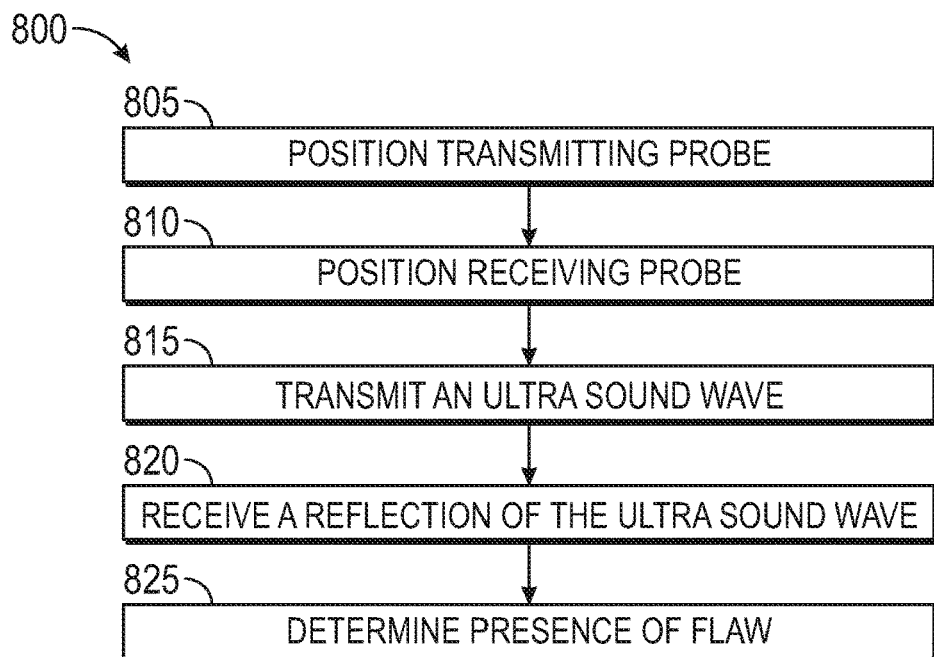 800
805
POSITION TRANSMITTING PROBE
810
POSITION RECEIVING PROBE
815
TRANSMIT AN ULTRA SOUND WAVE
820
RECEIVE A REFLECTION OF THE ULTRA SOUND WAVE
825
DETERMINE PRESENCE OF FLAW